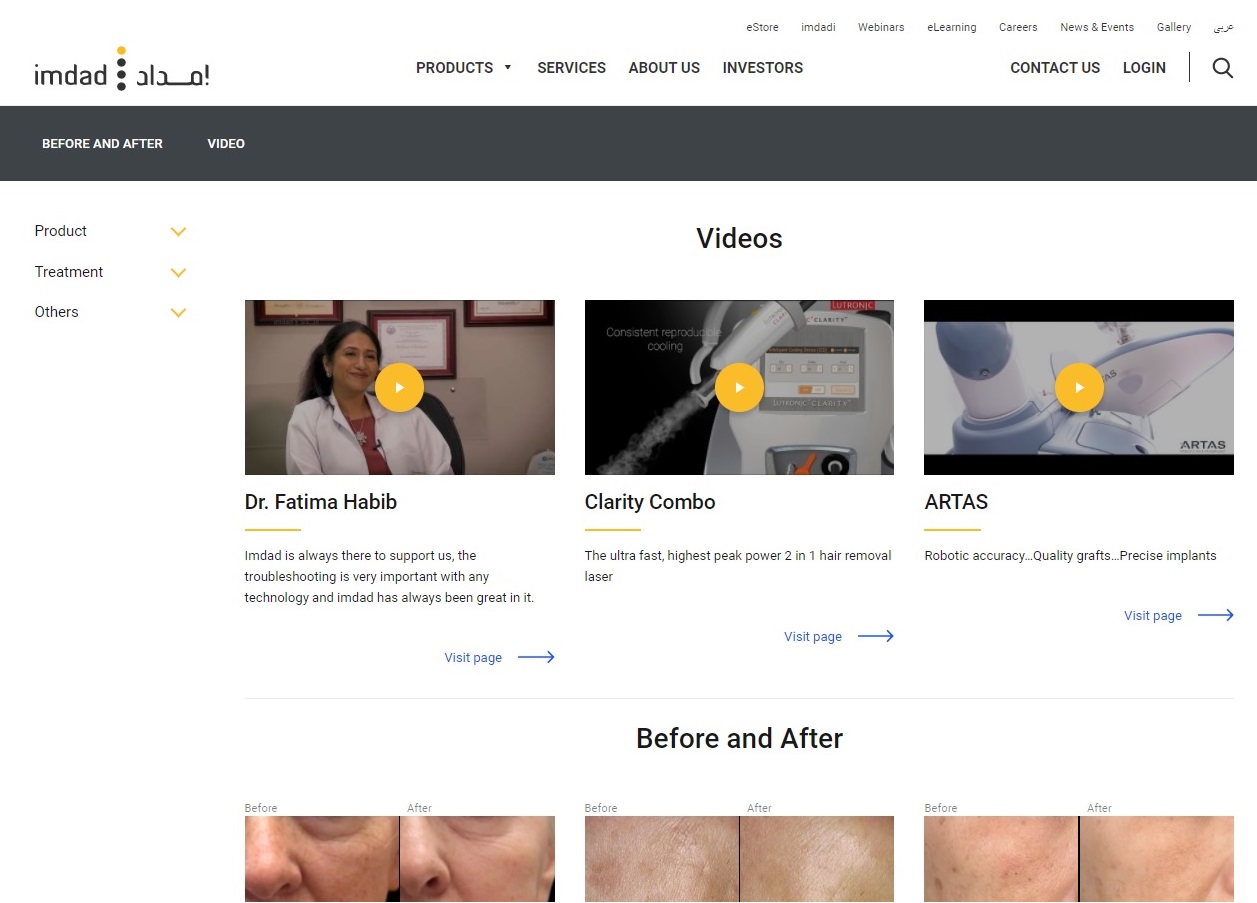 eStore imdadi Webinars eLearning Careers News & Events Gallery عربي
imdad إمداد
PRODUCTS SERVICES ABOUT US INVESTORS CONTACT US LOGIN
BEFORE AND AFTER VIDEO
Product
Treatment
Others
Videos
LUTRONIC
CLARITY
Consistent reproducible
cooling
LUTRONIC CLARITY
ARTAS
Dr. Fatima Habib
Imdad is always there to support us, the
troubleshooting is very important with any
technology and imdad has always been great in it.
Visit page
Clarity Combo
The ultra fast, highest peak power 2 in 1 hair removal
laser
Visit page
ARTAS
Robotic accuracy...Quality grafts...Precise implants
Visit page
Before and After
Before After Before After Before After